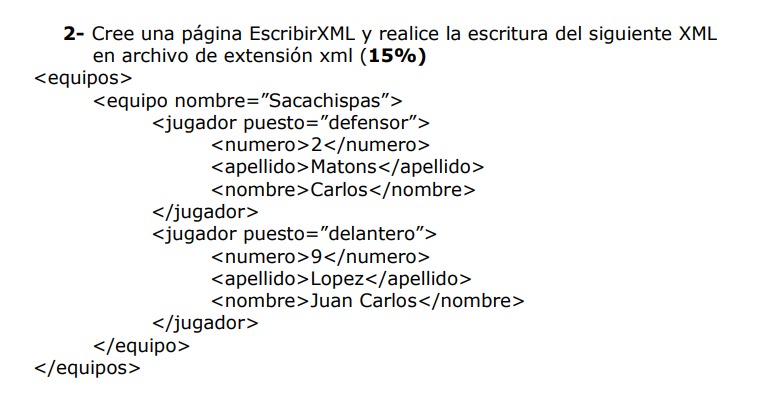 2- Cree una página EscribirXML y realice la escritura del siguiente XML
en archivo de extensión xml (15%)
<equipos>
<equipo nombre=”Sacachispas”>
<jugador puesto=”defensor”>
<numero>2</numero>
<apellido>Matons</apellido>
<nombre>Carlos</nombre>
</jugador>
<jugador puesto=”delantero”>
<numero>9</numero>
<apellido>Lopez</apellido>
<nombre>Juan Carlos</nombre>
</jugador>
</equipo>
</equipos>